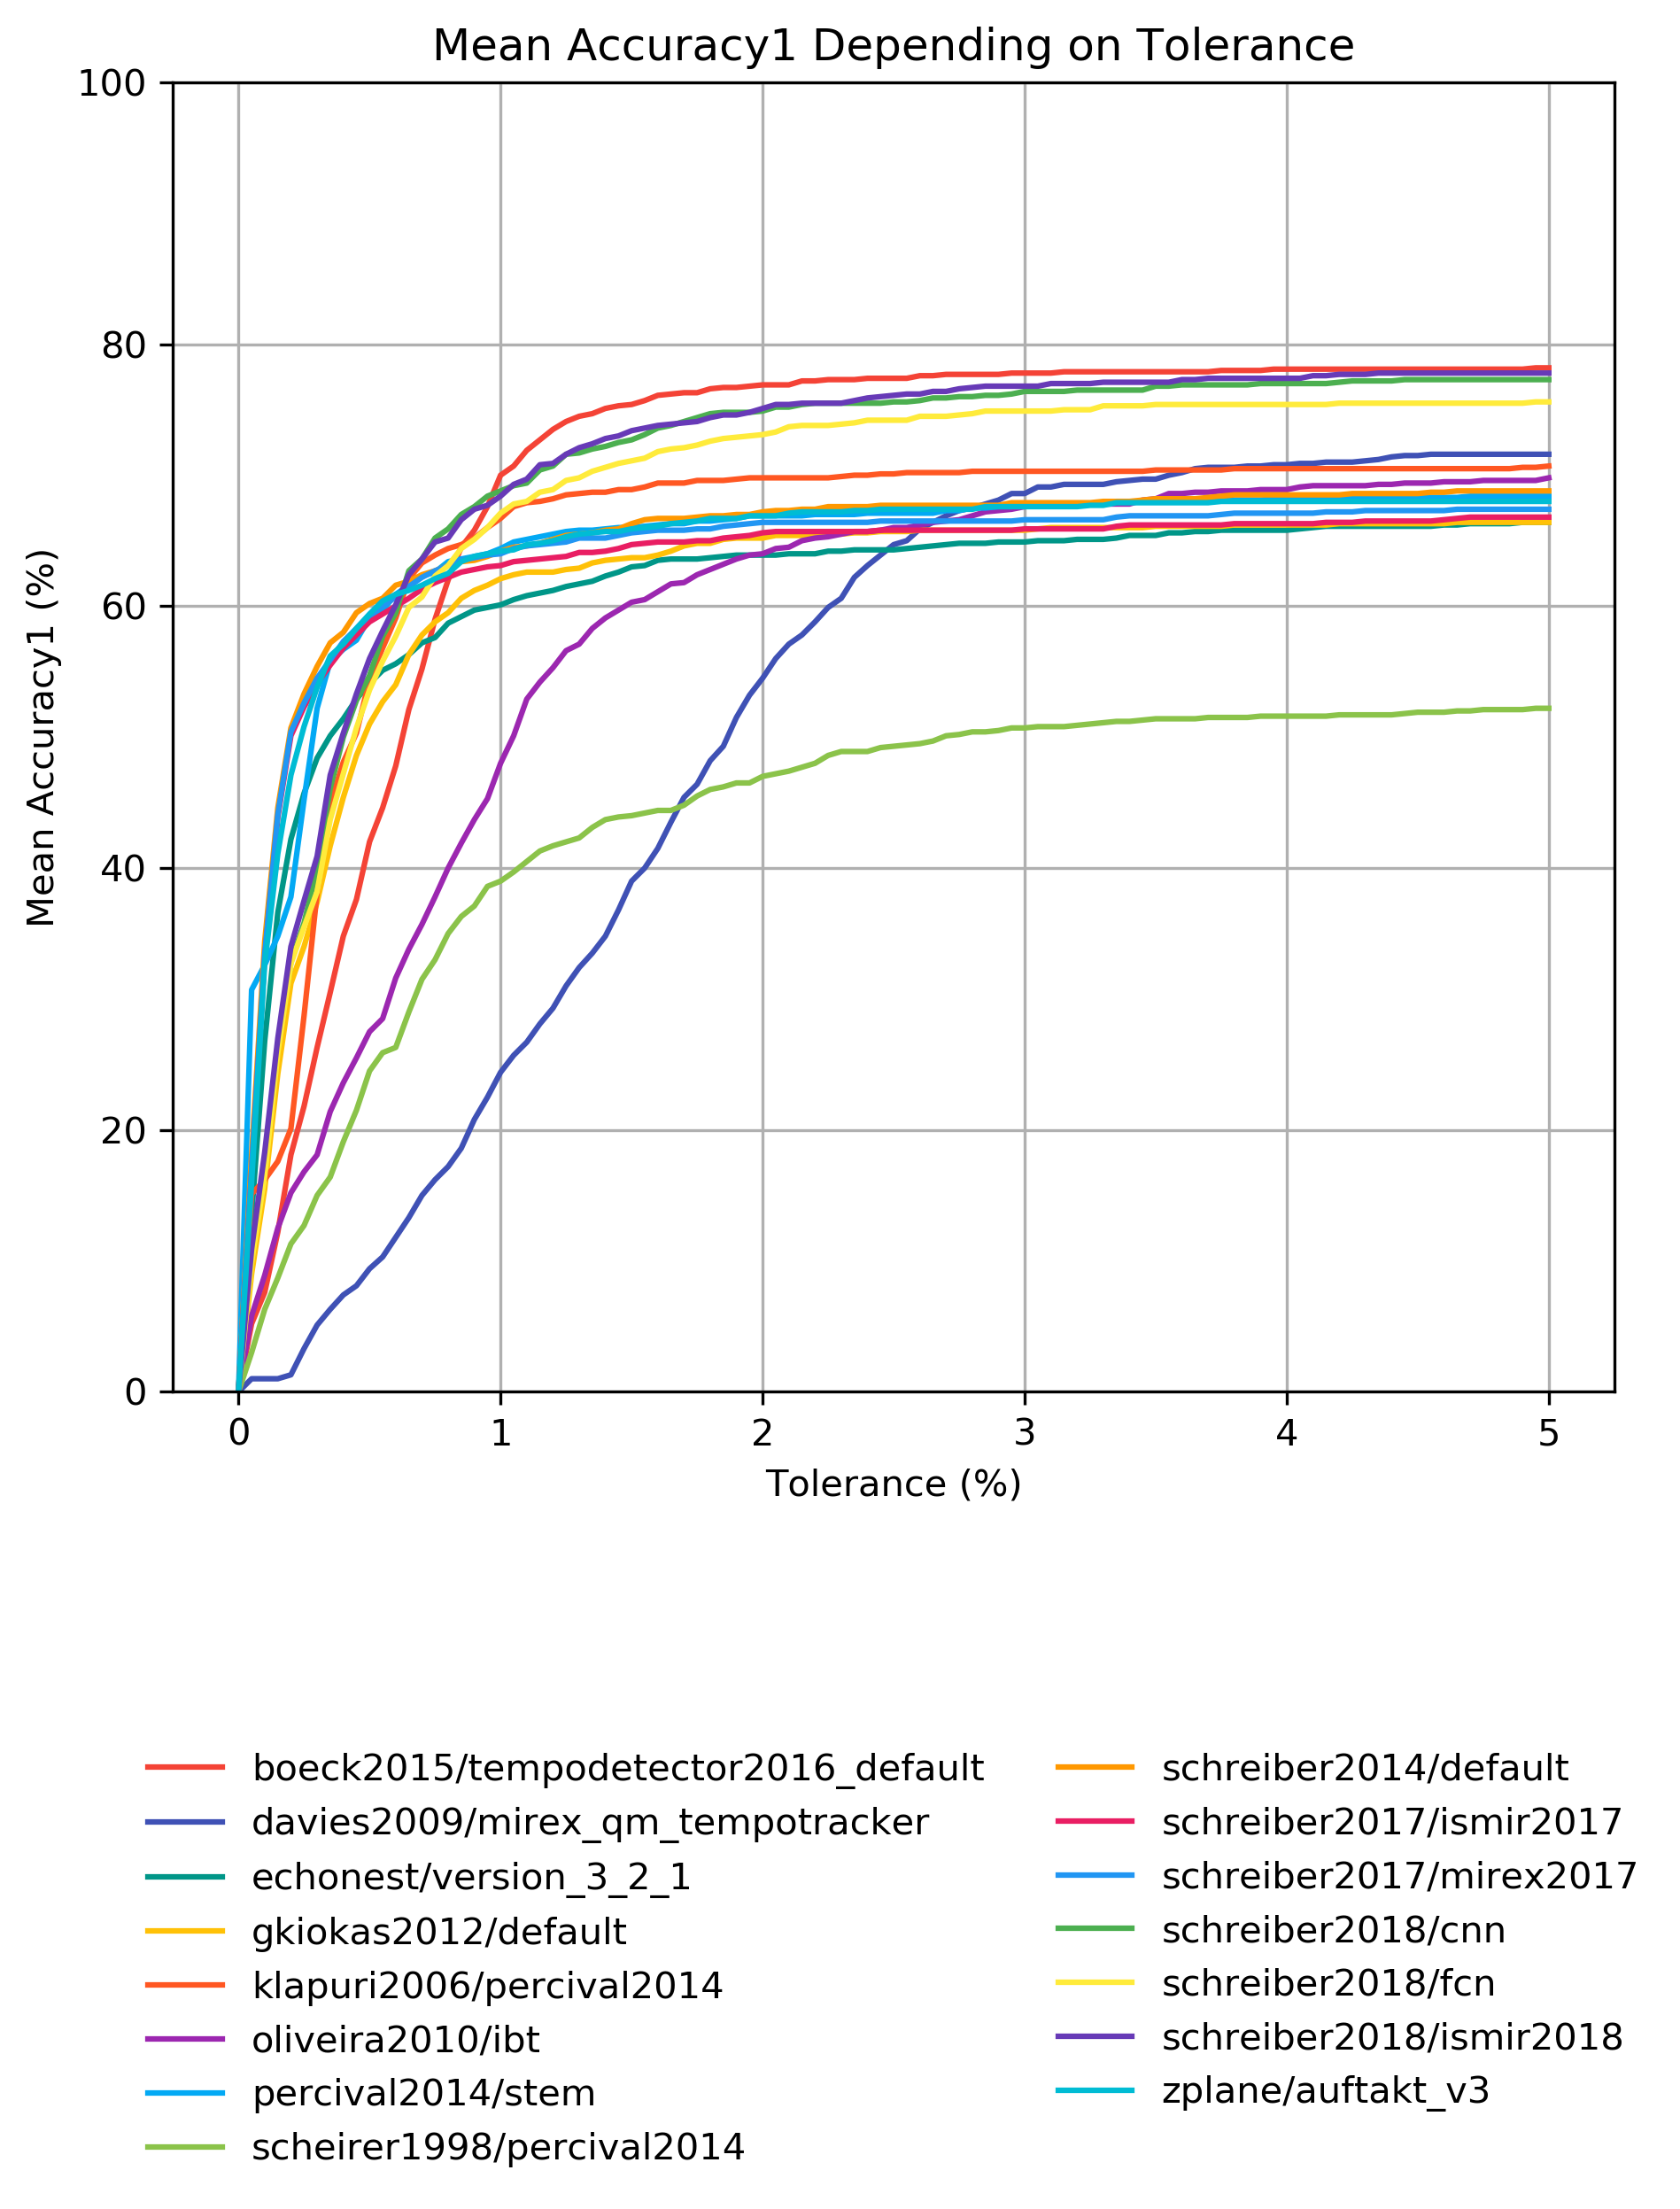 Mean Accuracy1 Depending on Tolerance
100
80
60
40
20
0
Mean Accuracy1 (%)
0 1 2 3 4 5
Tolerance (%)
boeck2015/tempodetector2016_default
davies2009/mirex_qm_tempotracker
echonest/version_3_2_1
gkiokas2012/default
klapuri2006/percival2014
oliveira2010/ibt
percival2014/stem
scheirer1998/percival2014
schreiber2014/default
schreiber2017/ismir2017
schreiber2017/mirex2017
schreiber2018/cnn
schreiber2018/fcn
schreiber2018/ismir2018
zplane/auftakt_v3